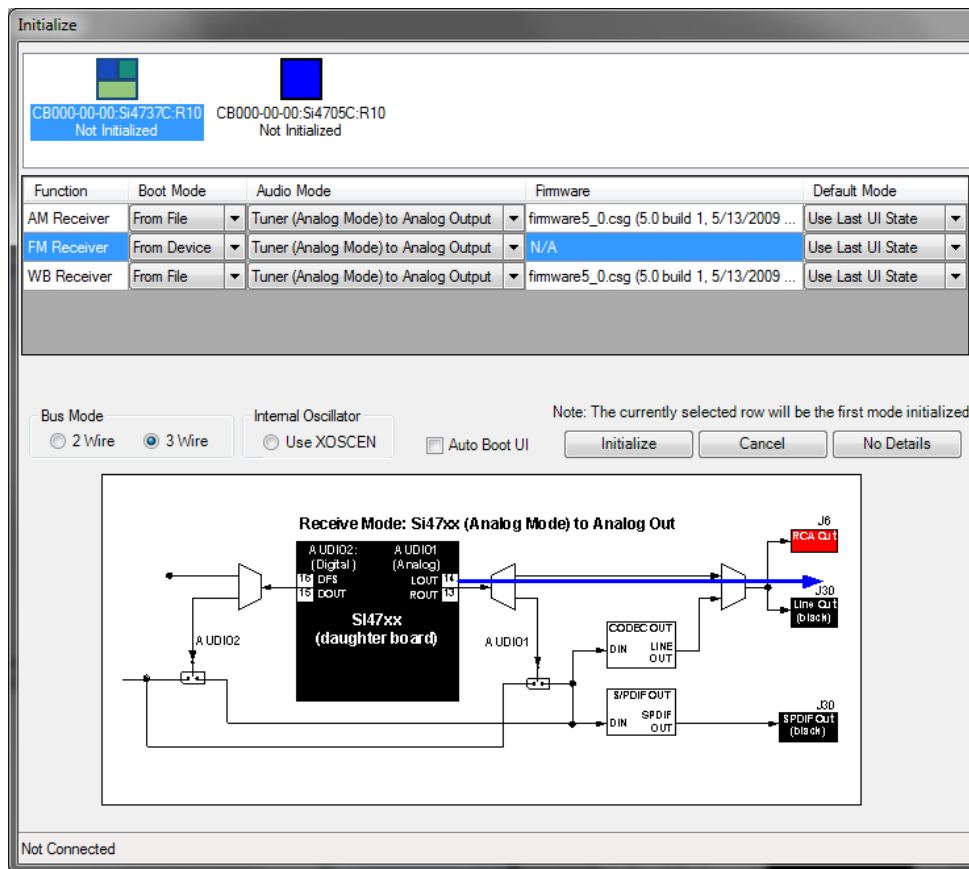 Initialize
CB000-00-00:Si4737C:R10 CB000-00-00:Si4705C:R10
Not Initialized Not Initialized
Function Boot Mode Audio Mode Firmware Default Mode
AM Receiver From File Tuner (Analog Mode) to Analog Output firmware5_0.csg (5.0 build 1, 5/13/2009 ... Use Last UI State
FM Receiver From Device Tuner (Analog Mode) to Analog Output N/A Use Last UI State
WB Receiver From File Tuner (Analog Mode) to Analog Output firmware5_0.csg (5.0 build 1, 5/13/2009 ... Use Last UI State
Note: The currently selected row will be the first mode initialized
Bus Mode Internal Oscillator
2 Wire 3 Wire Use XOSCEN Auto Boot UI Initialize Cancel No Details
Receive Mode: Si47xx (Analog Mode) to Analog Out
J6
RCA Out
AUDIO2: AUDIO1
(Digital) (Analog)
16 DFS LOUT 14
15 DOUT ROUT 13
J30
Line Out
(black)
SI47xx
(daughter board)
AUDIO2 AUDIO1
CODEC OUT
DIN LINE
OUT
S/PDIF OUT
DIN SPDIF
OUT
J30
SPDIF Out
(black)
Not Connected